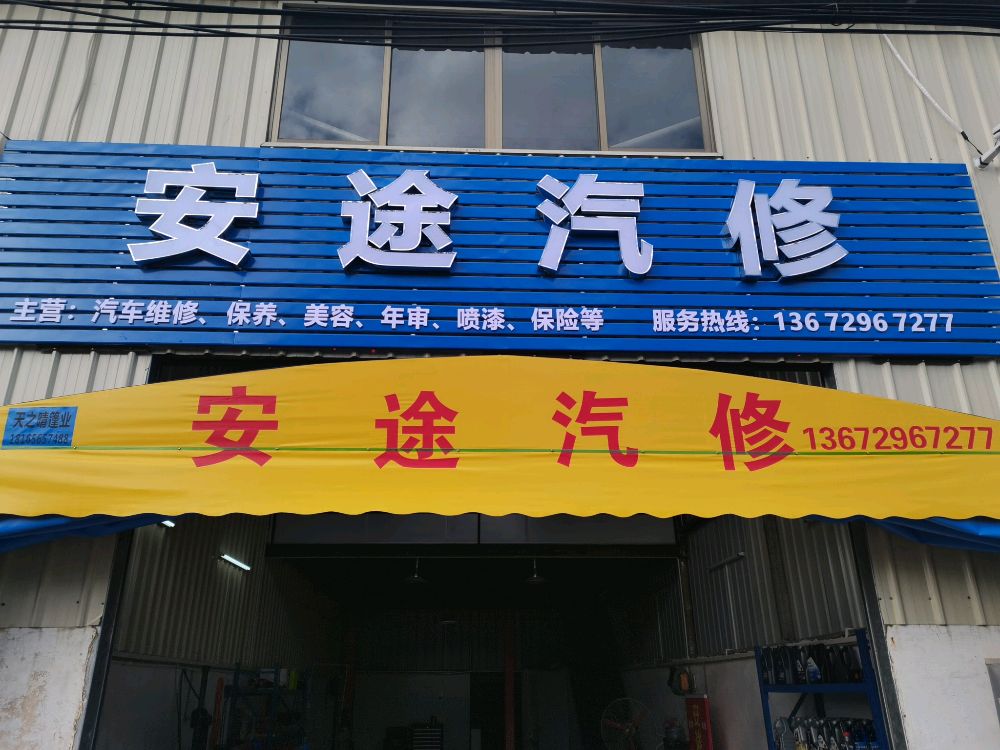 安途汽修
主营：汽车维修、保养、美容、年审、喷漆、保险等 服务热线：136 7296 7277
天之晴篷业
安途汽修 13672967277